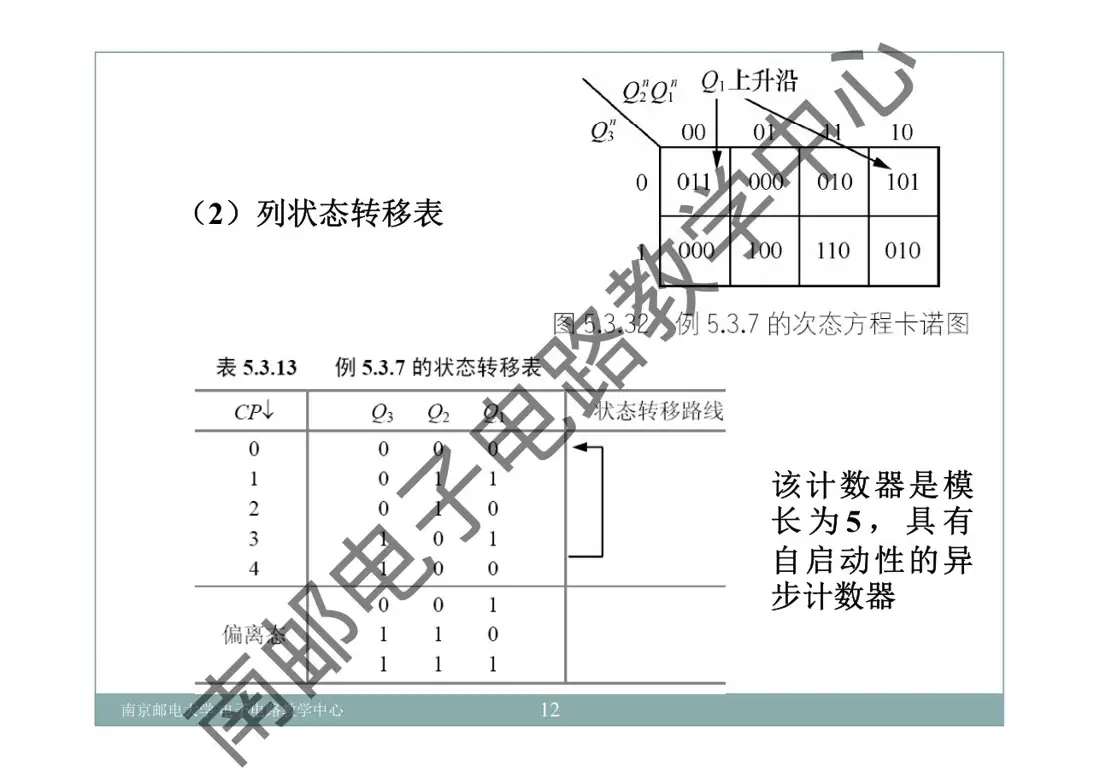 Q₂ⁿQ₁ⁿ Q₁上升沿
Q₃ⁿ 00 01 11 10
0 011 000 010 101
1 000 100 110 010
（2）列状态转移表
图 5.3.32 例 5.3.7 的次态方程卡诺图
表 5.3.13 例 5.3.7 的状态转移表
CP↓ Q₃ Q₂ Q₁ 状态转移路线
0 0 0 0
1 0 1 1
2 0 1 0
3 1 0 1
4 1 0 0
偏离态
0 0 1
1 1 0
1 1 1
该计数器是模
长为5，具有
自启动性的异
步计数器
南京邮电大学 电子电路教学中心 12
南邮电子电路教学中心